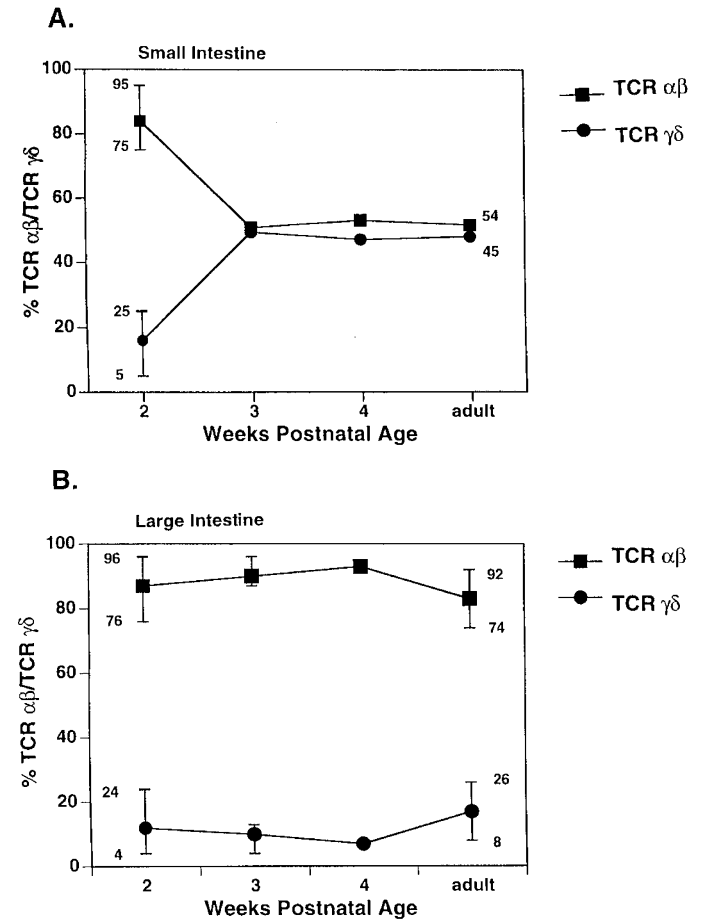 A.
Small Intestine
100
80
60
40
20
0
% TCR αβ/TCR γδ
95
75
25
5
54
45
2 3 4 adult
Weeks Postnatal Age
TCR αβ
TCR γδ
B.
Large Intestine
100
80
60
40
20
0
% TCR αβ/TCR γδ
96
76
24
4
92
74
26
8
2 3 4 adult
Weeks Postnatal Age
TCR αβ
TCR γδ